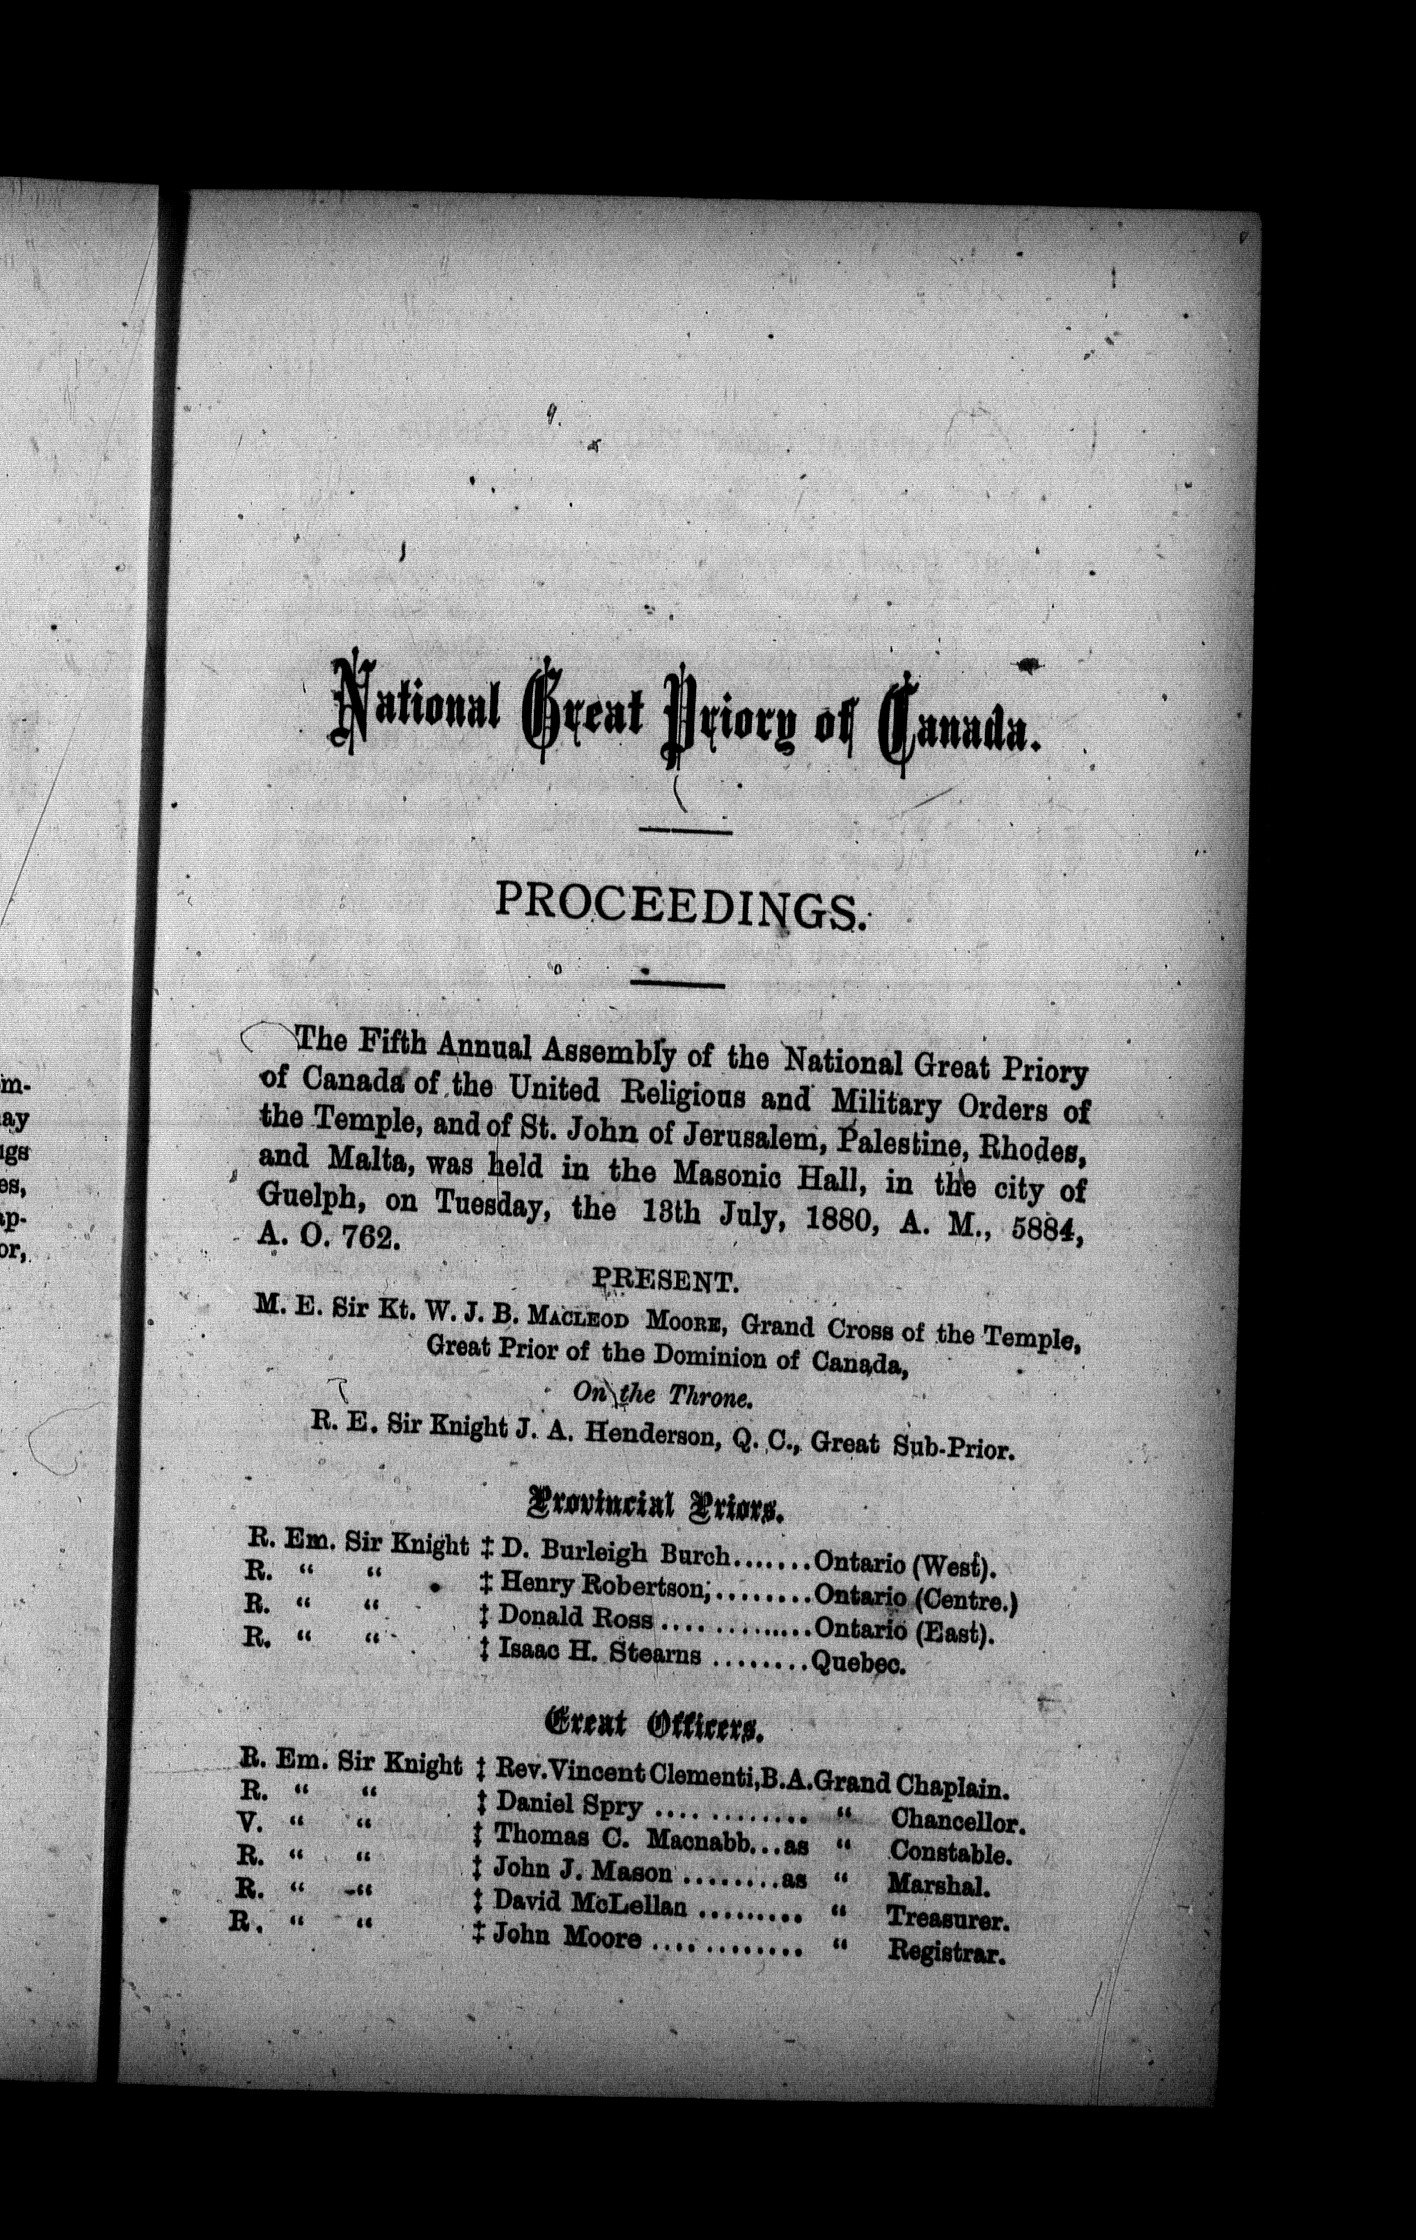 National Great Priory of Canada.
PROCEEDINGS.
The Fifth Annual Assembly of the National Great Priory
of Canada of the United Religious and Military Orders of
the Temple, and of St. John of Jerusalem, Palestine, Rhodes,
and Malta, was held in the Masonic Hall, in the city of
Guelph, on Tuesday, the 13th July, 1880, A. M., 5884,
A. O. 762.
PRESENT.
M. E. Sir Kt. W. J. B. MACLEOD MOORE, Grand Cross of the Temple,
Great Prior of the Dominion of Canada,
On the Throne.
R. E. Sir Knight J. A. Henderson, Q. C., Great Sub-Prior.
Provincial Priors.
R. Em. Sir Knight ‡ D. Burleigh Burch.......Ontario (West).
R. “ “ ‡ Henry Robertson,.........Ontario (Centre.)
R. “ “ ‡ Donald Ross .............Ontario (East).
R. “ “ ‡ Isaac H. Stearns ........Quebec.
Great Officers.
R. Em. Sir Knight ‡ Rev. Vincent Clementi, B.A. Grand Chaplain.
R. “ “ ‡ Daniel Spry ............ “ Chancellor.
V. “ “ ‡ Thomas C. Macnabb...as “ Constable.
R. “ “ ‡ John J. Mason ........as “ Marshal.
R. “ “ ‡ David McLellan ......... “ Treasurer.
R. “ “ ‡ John Moore ............ “ Registrar.
m-
ay
gs
es,
p-
or,